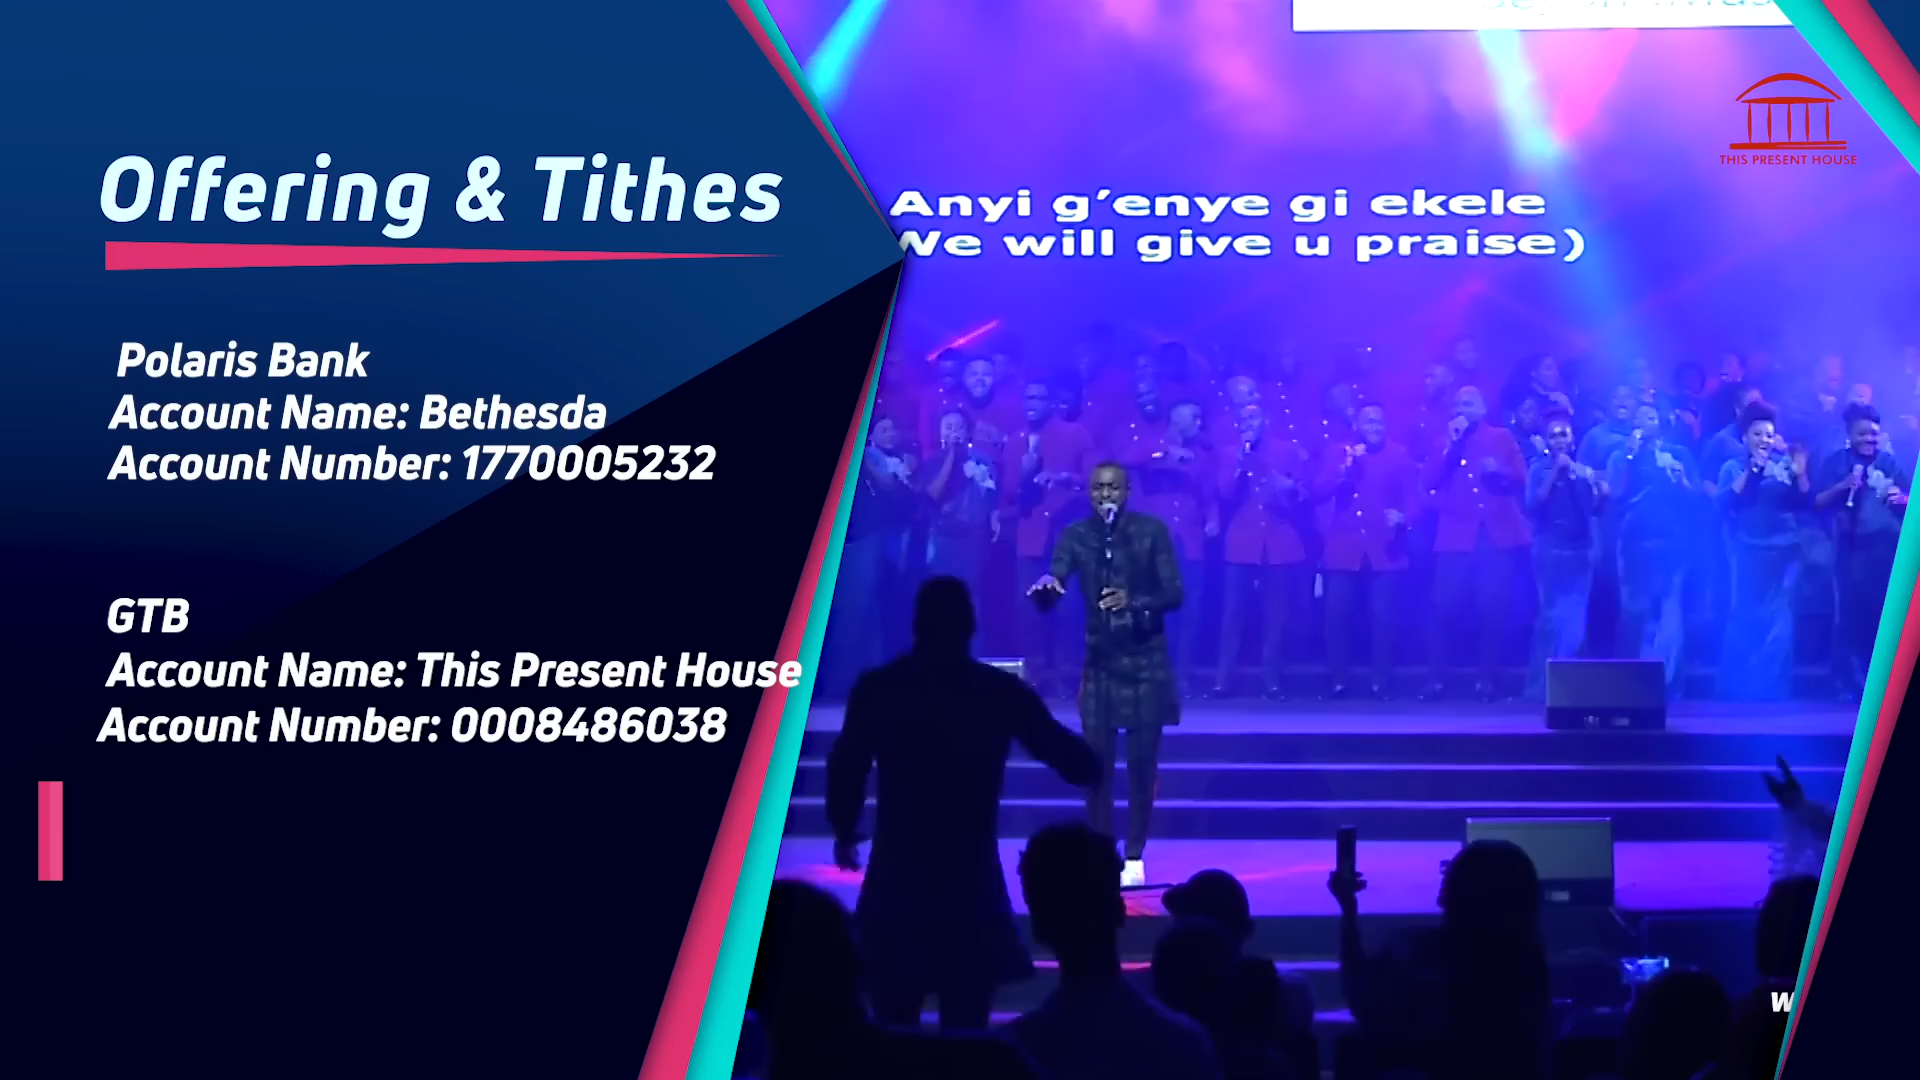 Offering & Tithes
Polaris Bank
Account Name: Bethesda
Account Number: 1770005232
GTB
Account Name: This Present House
Account Number: 0008486038
THIS PRESENT HOUSE
Anyi g'enye gi ekele
We will give u praise)